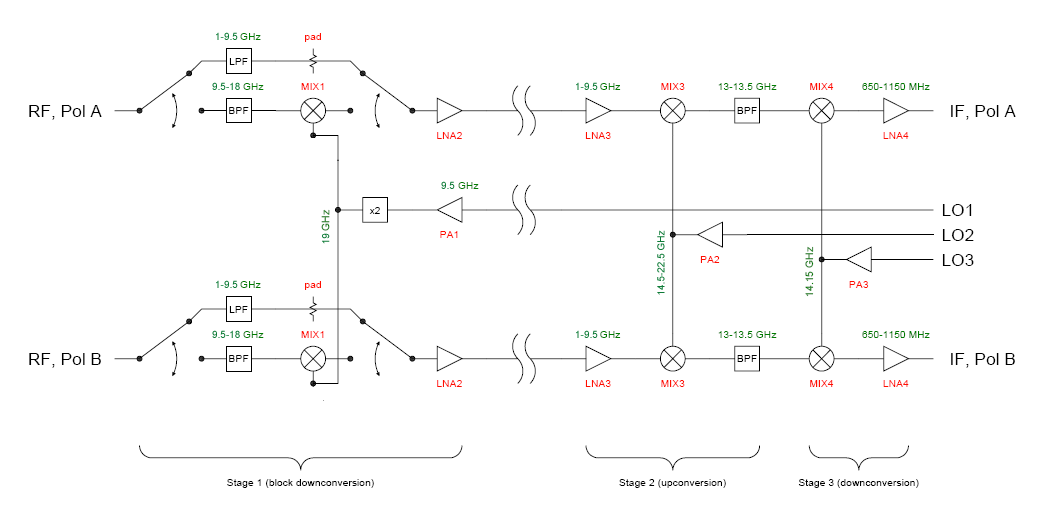 1-9.5 GHz
pad
LPF
9.5-18 GHz
MIX1
BPF
RF, Pol A
LNA2
1-9.5 GHz
LNA3
MIX3
13-13.5 GHz
BPF
MIX4
650-1150 MHz
LNA4
IF, Pol A
19 GHz
x2
9.5 GHz
PA1
LO1
14.5-22.5 GHz
PA2
LO2
14.15 GHz
PA3
LO3
1-9.5 GHz
pad
LPF
9.5-18 GHz
MIX1
BPF
RF, Pol B
LNA2
1-9.5 GHz
LNA3
MIX3
13-13.5 GHz
BPF
MIX4
650-1150 MHz
LNA4
IF, Pol B
Stage 1 (block downconversion)
Stage 2 (upconversion)
Stage 3 (downconversion)